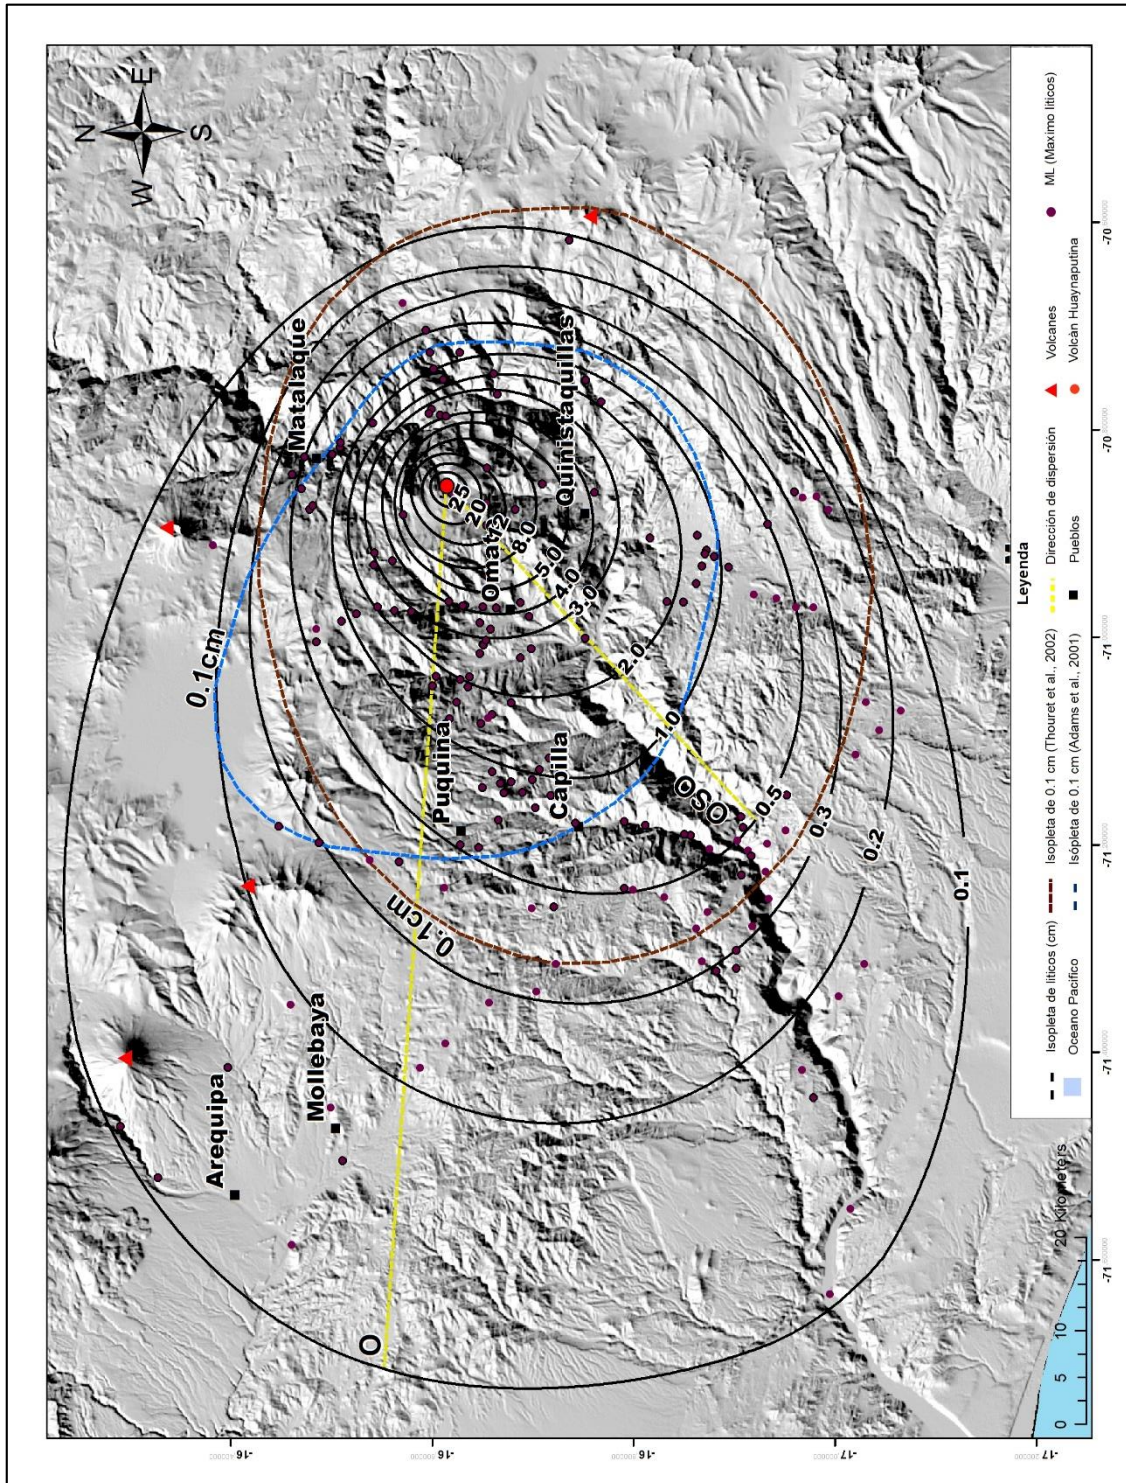 N
W
E
S
Arequipa
Mollebaya
Matalaque
0.1cm
O
0.1cm
Puquina
Capilla
Omate
Quinistaquillas
OSO
25
20
12
8.0
5.0
4.0
3.0
2.0
1.0
0.5
0.3
0.2
0.1
Leyenda
Isopleta de líticos (cm)
Isopleta de 0.1 cm (Thouret et al., 2002)
Dirección de dispersión
Volcanes
ML (Maximo líticos)
Oceano Pacifico
Isópleta de 0.1 cm (Adams et al., 2001)
Pueblos
Volcán Huaynaputina
0 5 10 20 Kilometers
-16
-16
-16
-17
-17
-71
-71
-71
-71
-70
-70